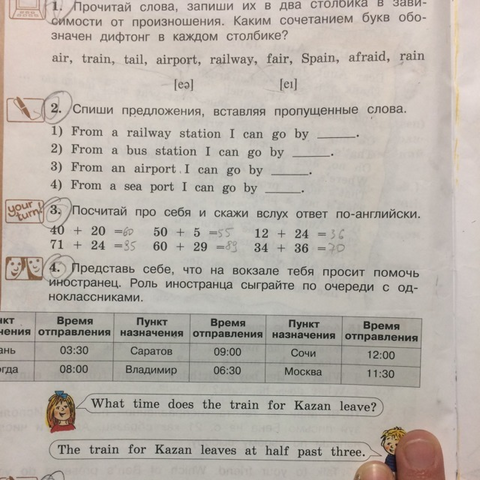 1. Прочитай слова, запиши их в два столбика в зави-
симости от произношения. Каким сочетанием букв обо-
значен дифтонг в каждом столбике?
air, train, tail, airport, railway, fair, Spain, afraid, rain
[eə] [eɪ]
2. Спиши предложения, вставляя пропущенные слова.
1) From a railway station I can go by ______.
2) From a bus station I can go by ______.
3) From an airport I can go by ______.
4) From a sea port I can go by ______.
your turn!
3. Посчитай про себя и скажи вслух ответ по-английски.
40 + 20 =60 50 + 5 =55 12 + 24 =36
71 + 24 =95 60 + 29 =89 34 + 36 =70
4. Представь себе, что на вокзале тебя просит помочь
иностранец. Роль иностранца сыграйте по очереди с од-
ноклассниками.
нкт Время Пункт Время Пункт Время
чения отправления назначения отправления назначения отправления
ань 03:30 Саратов 09:00 Сочи 12:00
огда 08:00 Владимир 06:30 Москва 11:30
What time does the train for Kazan leave?
The train for Kazan leaves at half past three.